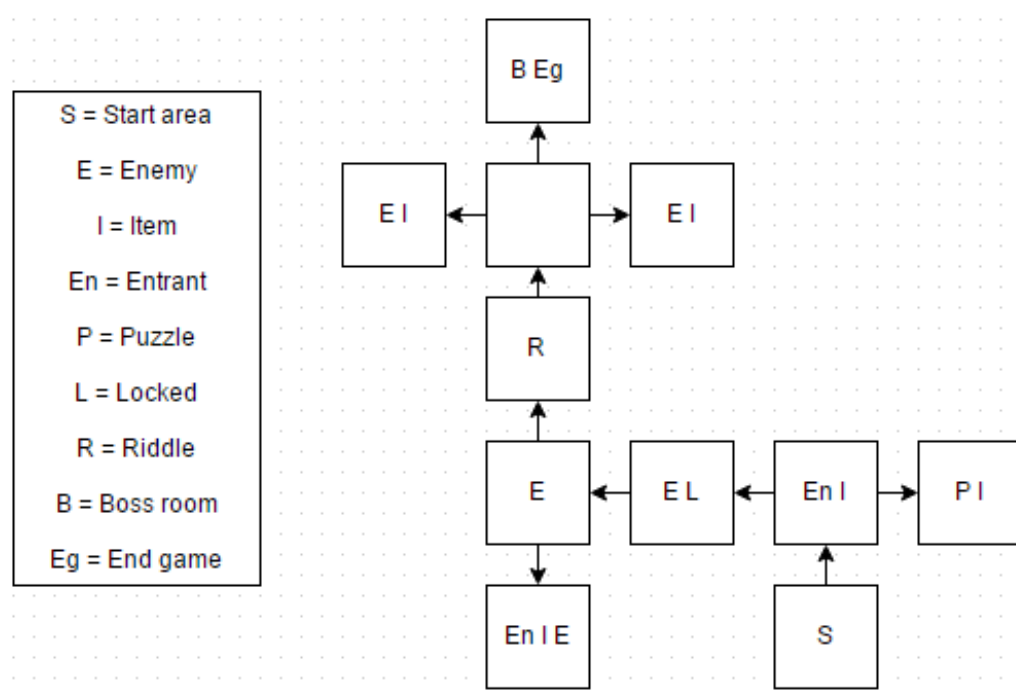 S = Start area
E = Enemy
I = Item
En = Entrant
P = Puzzle
L = Locked
R = Riddle
B = Boss room
Eg = End game
B Eg
E I
E I
R
E
E L
En I
P I
En I E
S